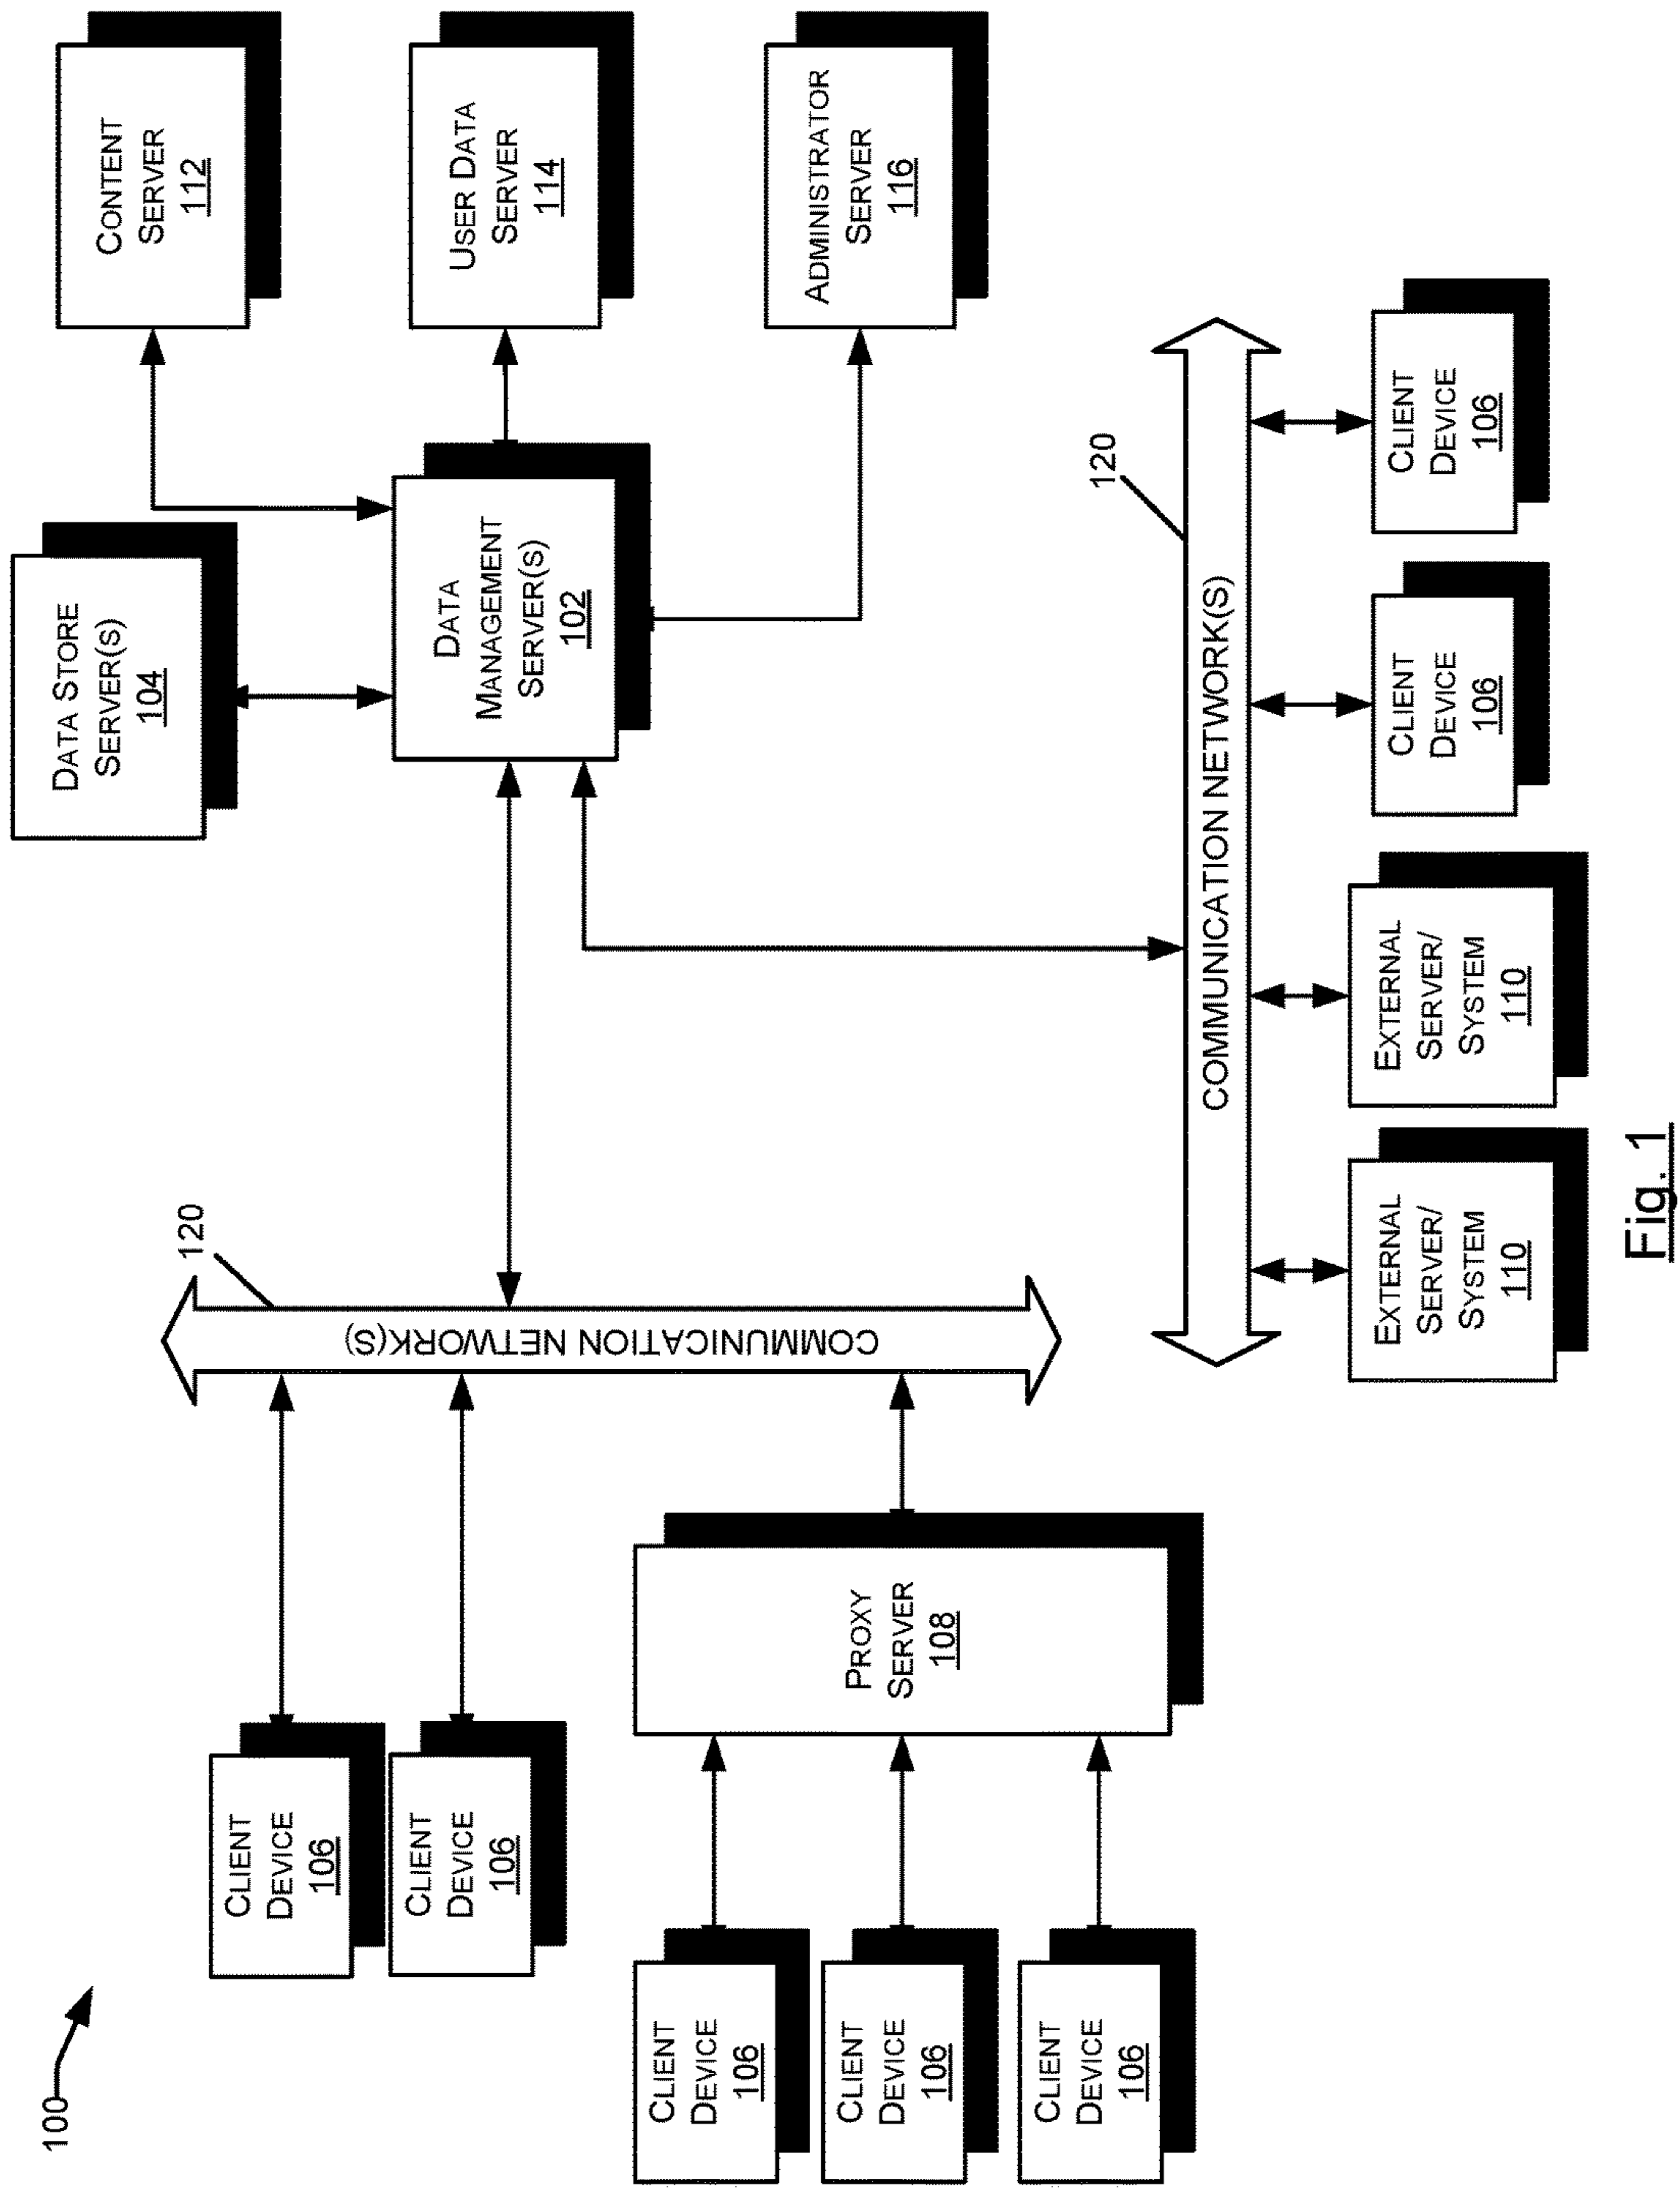 100
CLIENT
DEVICE
106
CLIENT
DEVICE
106
CLIENT
DEVICE
106
CLIENT
DEVICE
106
CLIENT
DEVICE
106
PROXY
SERVER
108
120
COMMUNICATION NETWORK(S)
DATA STORE
SERVER(S)
104
DATA
MANAGEMENT
SERVER(S)
102
CONTENT
SERVER
112
USER DATA
SERVER
114
ADMINISTRATOR
SERVER
116
120
COMMUNICATION NETWORK(S)
EXTERNAL
SERVER/
SYSTEM
110
EXTERNAL
SERVER/
SYSTEM
110
CLIENT
DEVICE
106
CLIENT
DEVICE
106
Fig. 1